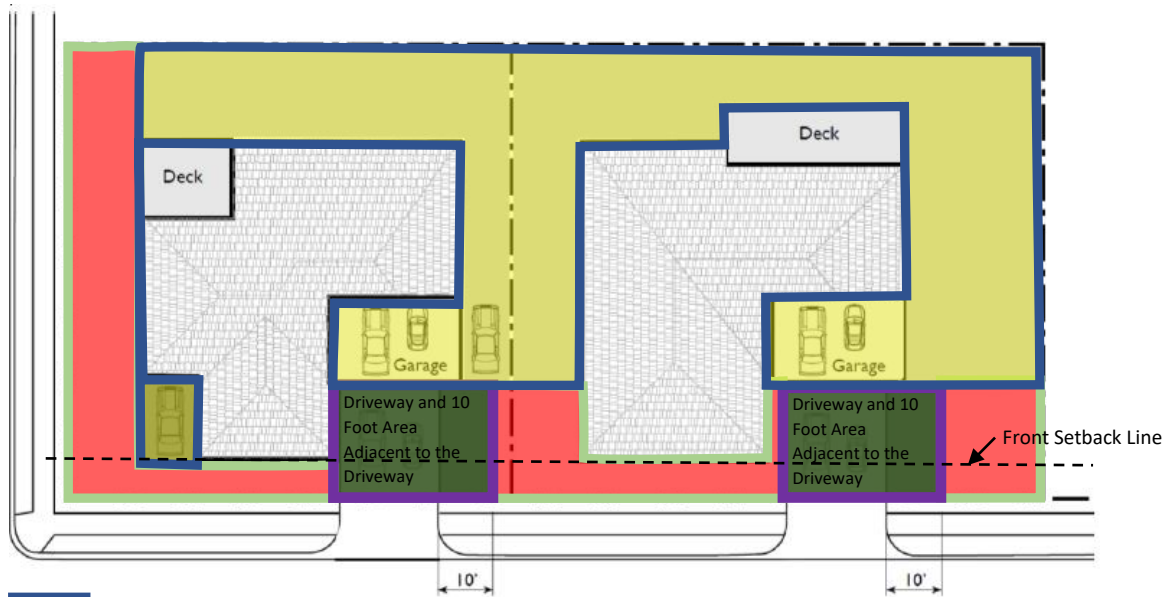 Deck
Deck
Garage
Garage
Driveway and 10
Foot Area
Adjacent to the
Driveway
Driveway and 10
Foot Area
Adjacent to the
Driveway
Front Setback Line
10'
10'